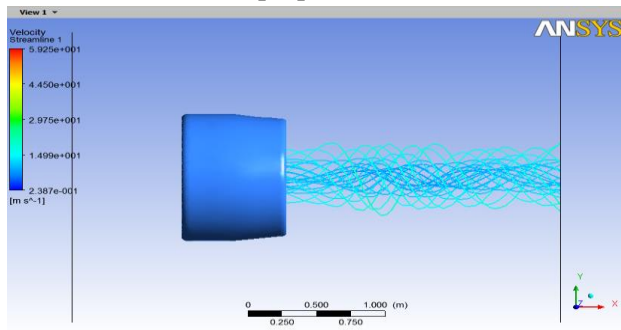 View 1
ANSYS
Velocity
Streamline 1
5.925e+001
4.450e+001
2.975e+001
1.499e+001
2.387e-001
[m s^-1]
Y
Z
X
0 0.500 1.000 (m)
0.250 0.750